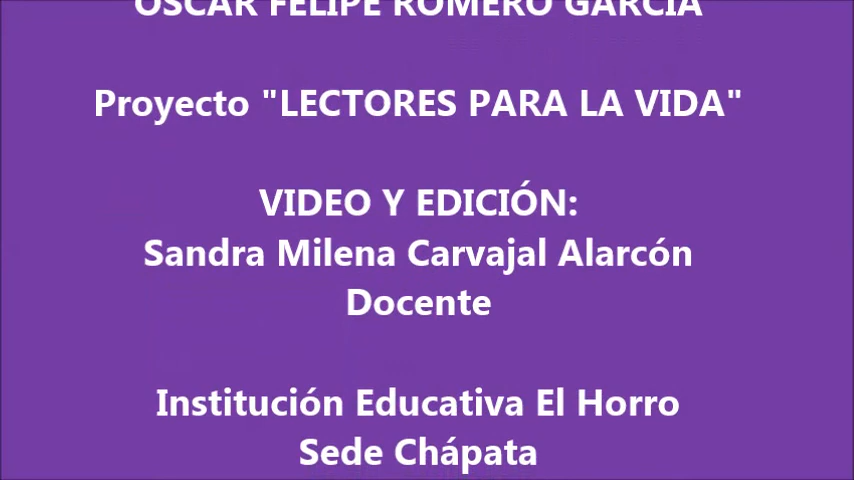 OSCAR FELIPE ROMERO GARCIA
Proyecto "LECTORES PARA LA VIDA"
VIDEO Y EDICIÓN:
Sandra Milena Carvajal Alarcón
Docente
Institución Educativa El Horro
Sede Chápata